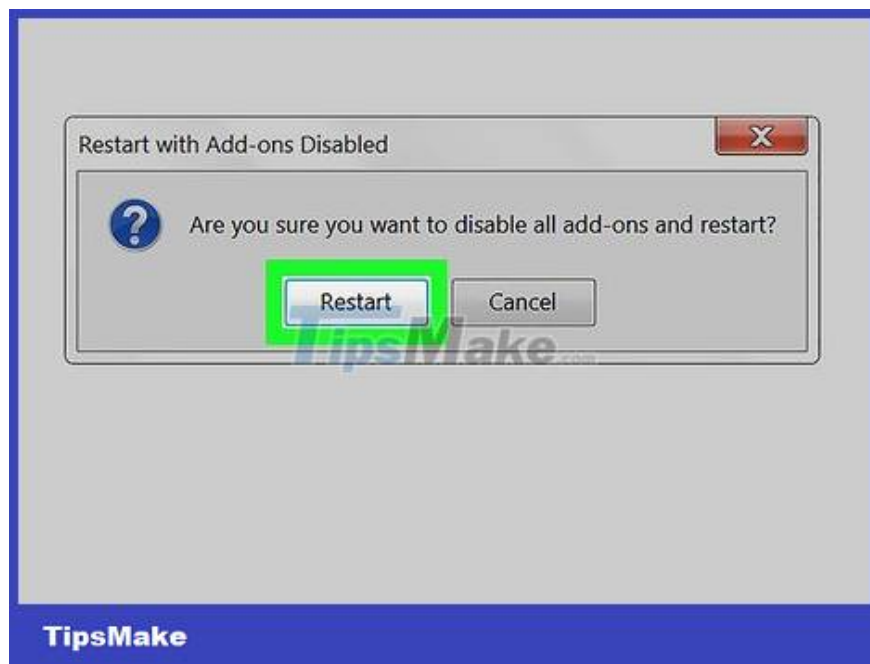 Restart with Add-ons Disabled
Are you sure you want to disable all add-ons and restart?
Restart Cancel
TipsMake.com
TipsMake